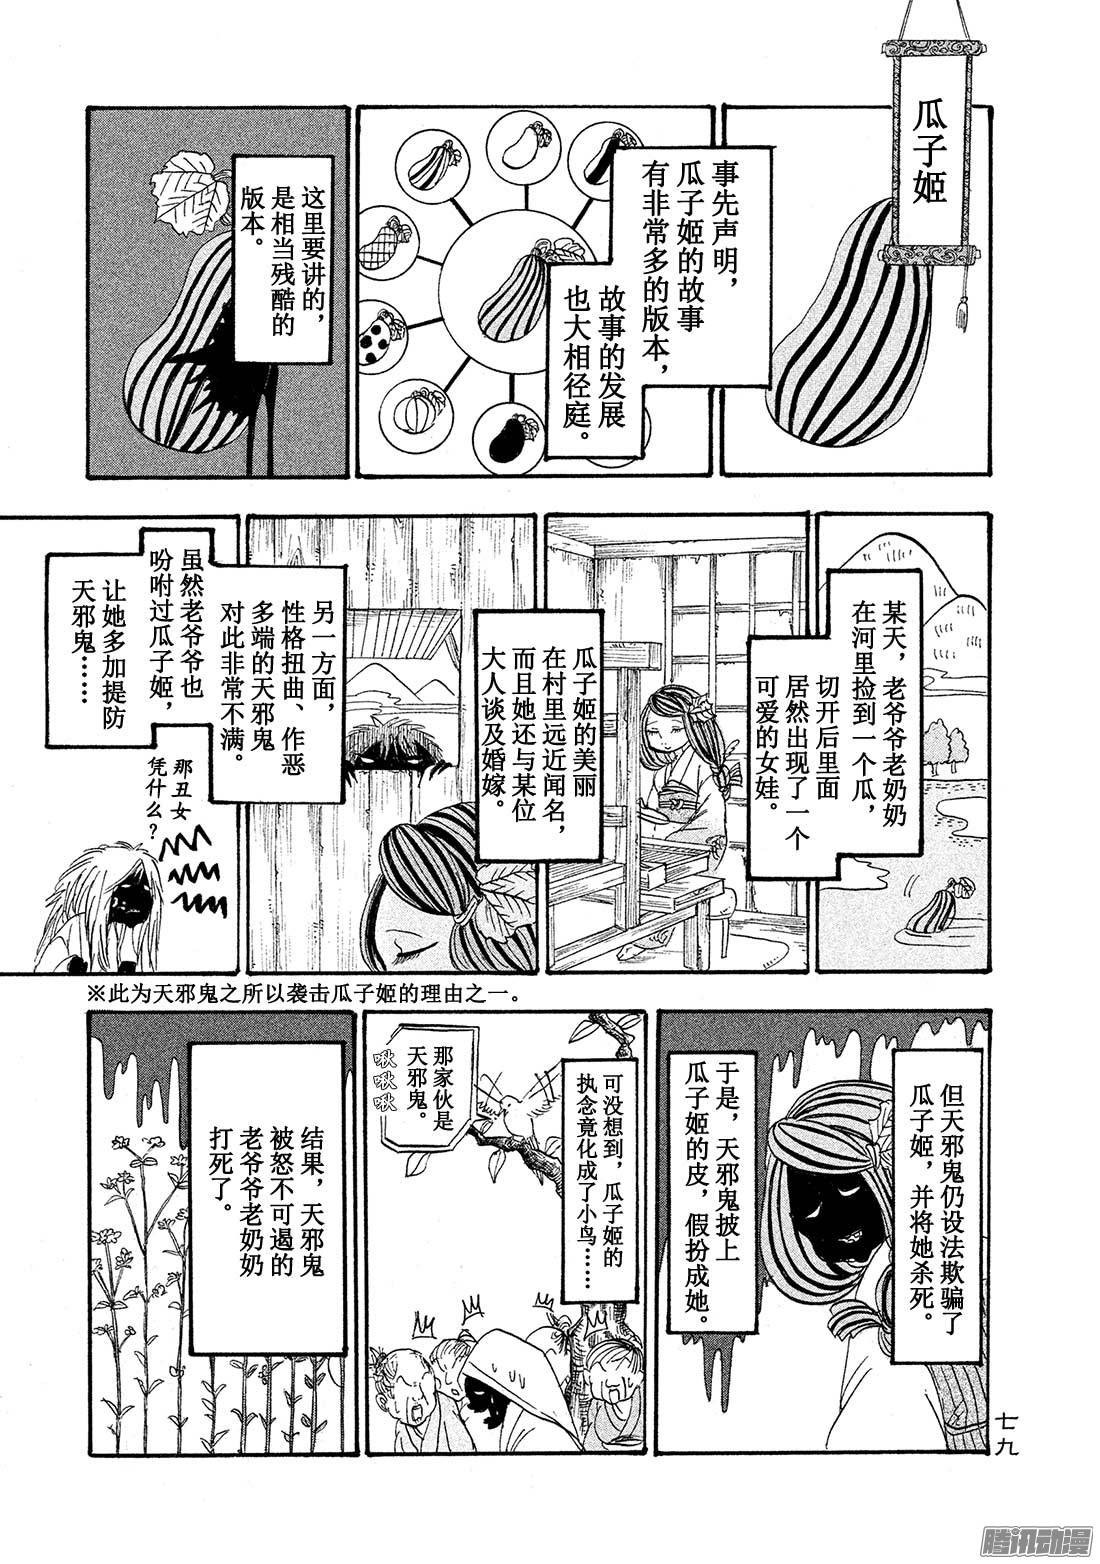 瓜子姬
事先声明，
瓜子姬的故事
有非常多的版本，
故事的发展
也大相径庭。
这里要讲的，
是相当残酷的
版本。
某天，老爷爷老奶奶
在河里捡到一个瓜，
切开后里面
居然出现了一个
可爱的女娃。
瓜子姬的美丽
在村里远近闻名，
而且她还与某位
大人谈及婚嫁。
另一方面，
性格扭曲、作恶
多端的天邪鬼
对此非常不满。
虽然老爷爷也
吩咐过瓜子姬，
让她多加提防
天邪鬼……
那丑女
凭什么？
※此为天邪鬼之所以袭击瓜子姬的理由之一。
但天邪鬼仍设法欺骗了
瓜子姬，并将她杀死。
于是，天邪鬼披上
瓜子姬的皮，假扮成她。
可没想到，瓜子姬的
执念竟化成了小鸟……
那家伙是
天邪鬼。
啾啾啾
结果，天邪鬼
被怒不可遏的
老爷爷老奶奶
打死了。
七九
腾讯动漫